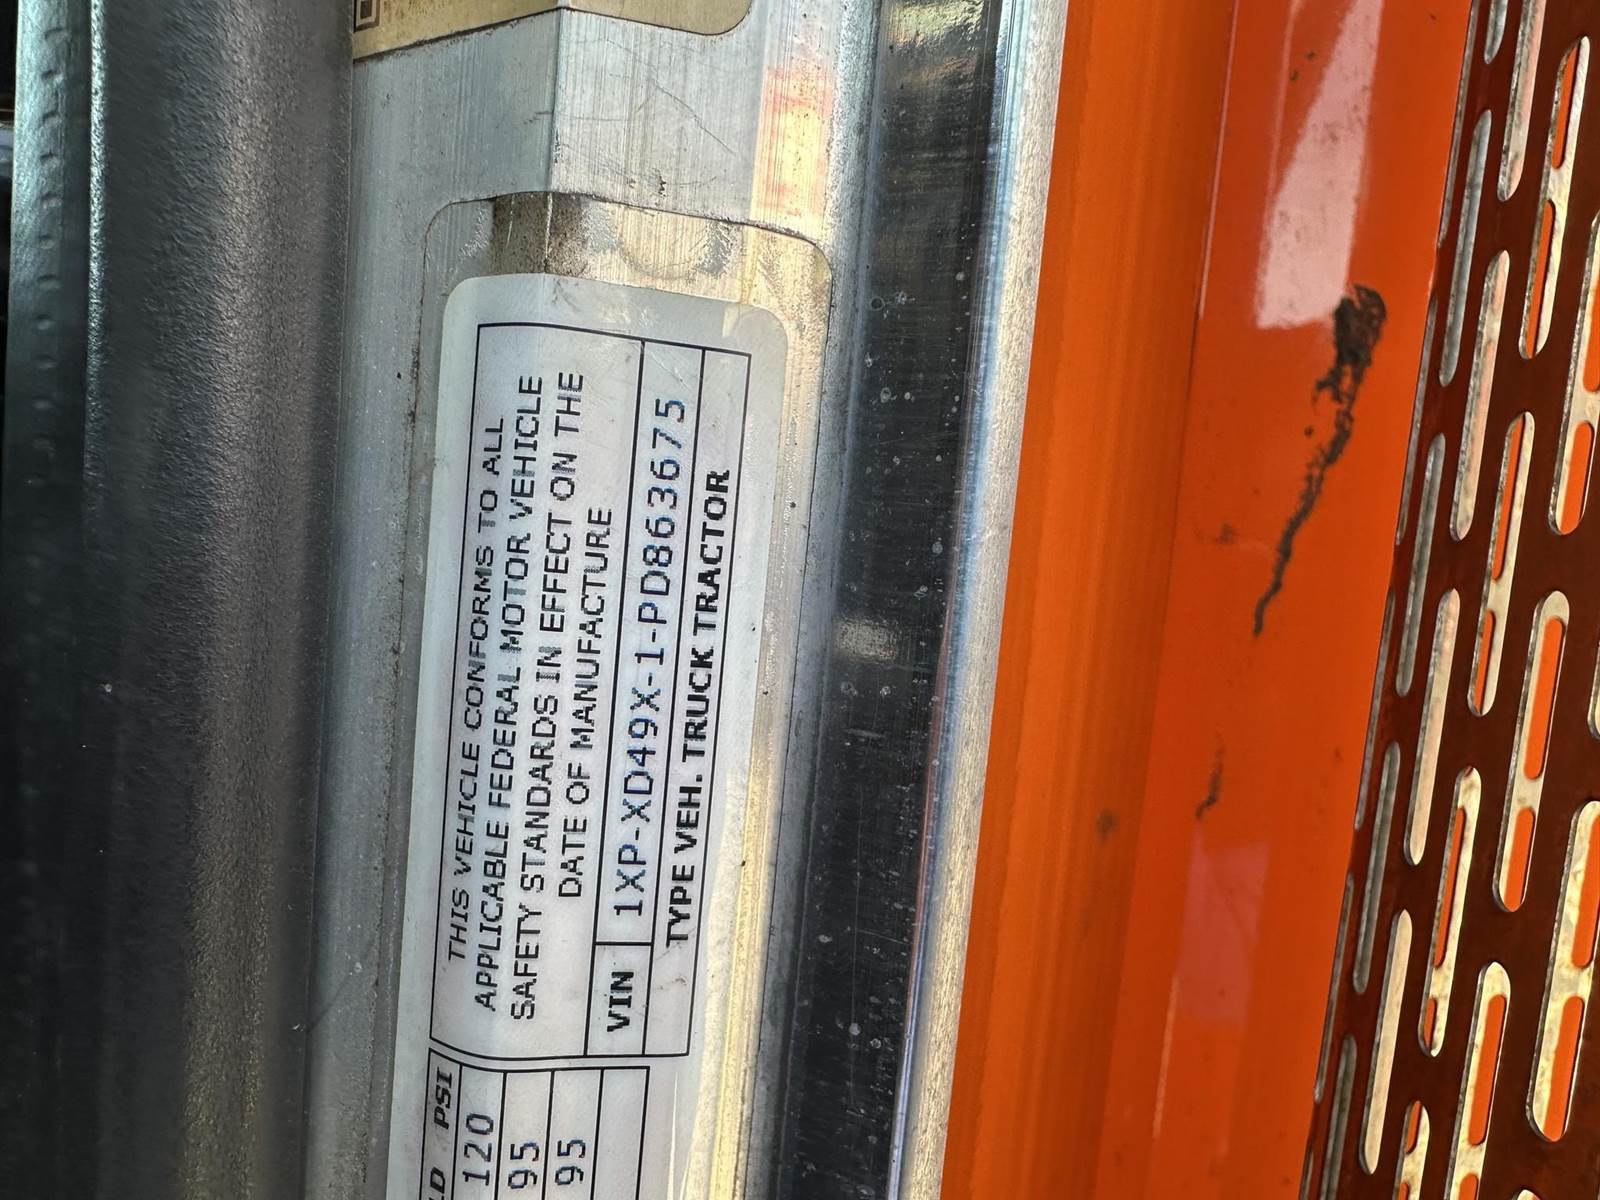 THIS VEHICLE CONFORMS TO ALL
APPLICABLE FEDERAL MOTOR VEHICLE
SAFETY STANDARDS IN EFFECT ON THE
DATE OF MANUFACTURE
VIN 1XP-XD49X-1-PD863675
TYPE VEH. TRUCK TRACTOR
PSI
120
95
95